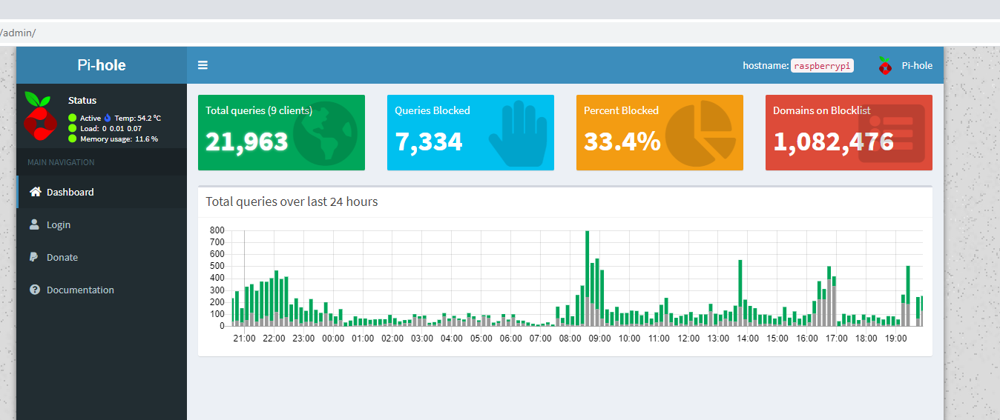 /admin/
Pi-hole
hostname: raspberrypi
Pi-hole
Status
Active Temp: 54.2 °C
Load: 0 0.01 0.07
Memory usage: 11.6 %
MAIN NAVIGATION
Dashboard
Login
Donate
Documentation
Total queries (9 clients)
21,963
Queries Blocked
7,334
Percent Blocked
33.4%
Domains on Blocklist
1,082,476
Total queries over last 24 hours
800
700
600
500
400
300
200
100
0
21:00 22:00 23:00 00:00 01:00 02:00 03:00 04:00 05:00 06:00 07:00 08:00 09:00 10:00 11:00 12:00 13:00 14:00 15:00 16:00 17:00 18:00 19:00